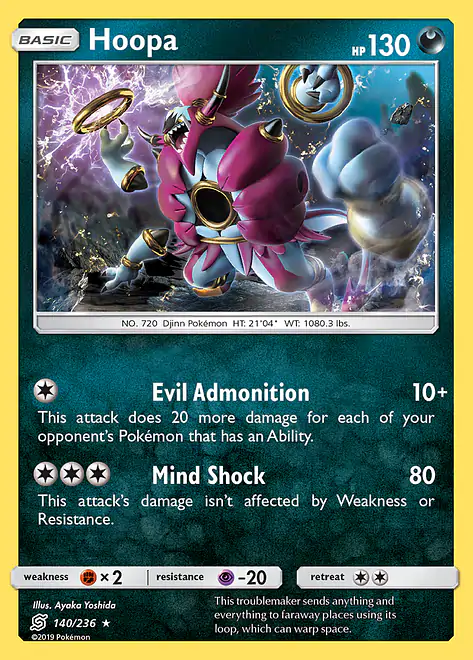 BASIC Hoopa HP 130
NO. 720 Djinn Pokémon HT: 21'04" WT: 1080.3 lbs.
Evil Admonition 10+
This attack does 20 more damage for each of your
opponent's Pokémon that has an Ability.
Mind Shock 80
This attack's damage isn't affected by Weakness or
Resistance.
weakness ×2 resistance -20 retreat
Illus. Ayaka Yoshida
140/236 ★
©2019 Pokémon
This troublemaker sends anything and
everything to faraway places using its
loop, which can warp space.